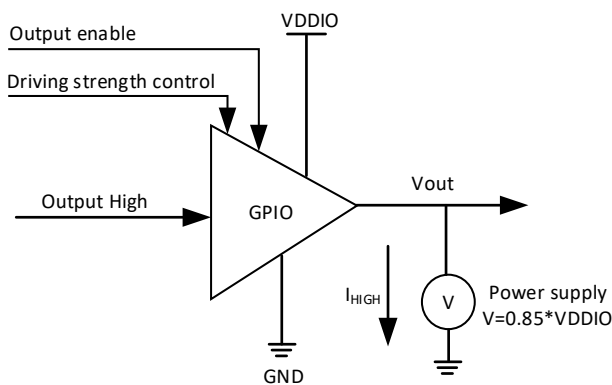 Output enable
VDDIO
Driving strength control
Vout
Output High
GPIO
IHIGH
V
Power supply
V=0.85*VDDIO
GND